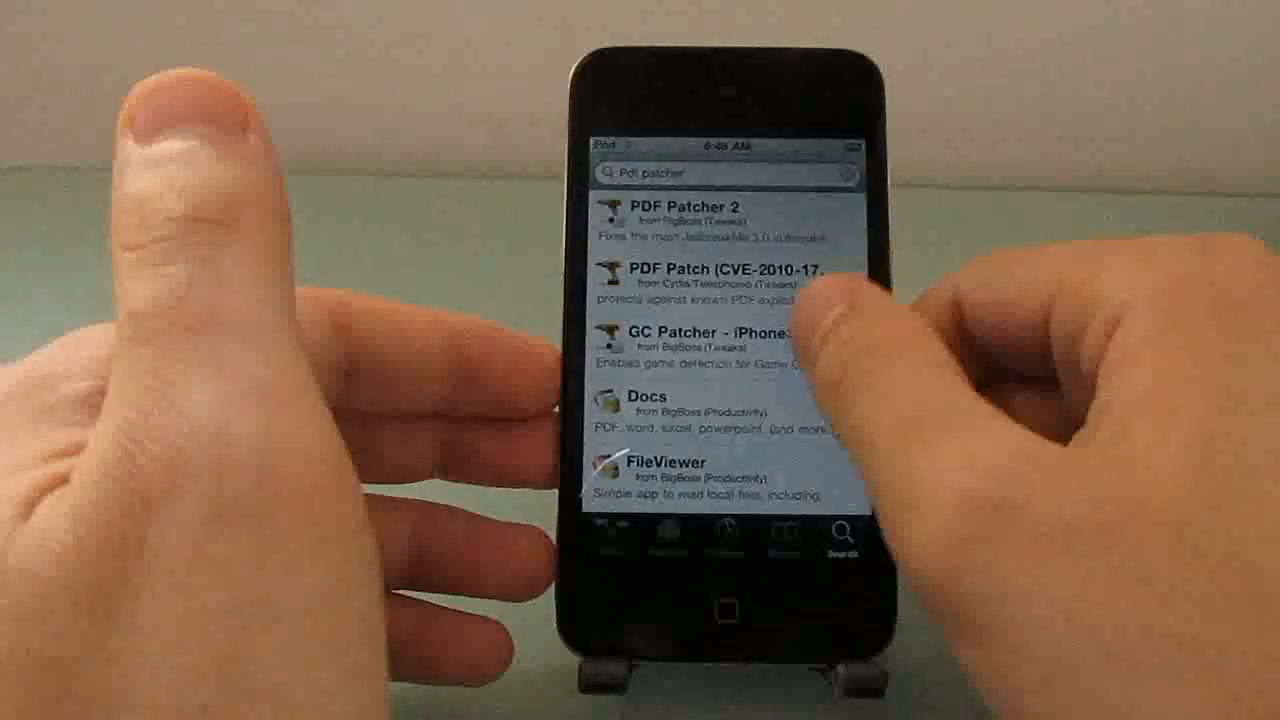 iPod 6:46 AM
Pdf patcher
PDF Patcher 2
from BigBoss (Tweaks)
Fixes the main JailbreakMe 3.0 vulnerability.
PDF Patch (CVE-2010-17...
from Cydia/Telesphoreo (Tweaks)
protects against known PDF exploit
GC Patcher - iPhone
from BigBoss (Tweaks)
Enables game detection for Game
Docs
from BigBoss (Productivity)
PDF, word, excel, powerpoint, (and more
FileViewer
from BigBoss (Productivity)
Simple app to read local files, including
Search